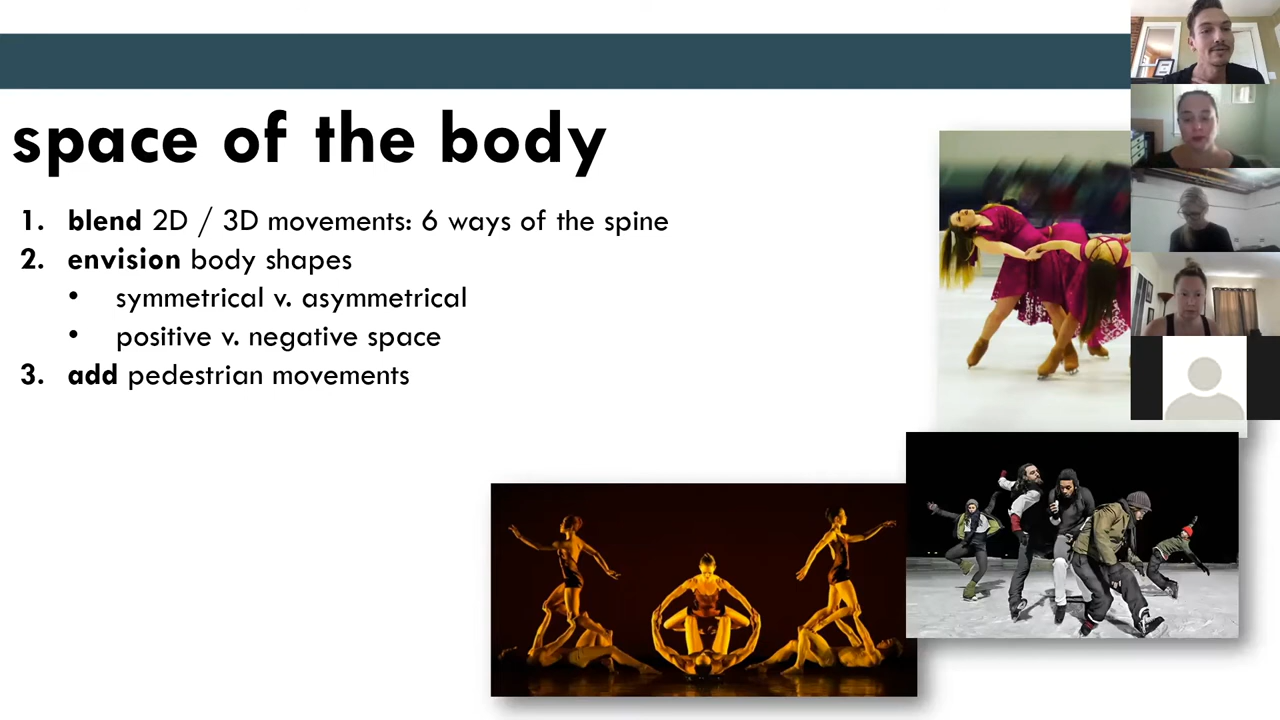 space of the body
1. blend 2D / 3D movements: 6 ways of the spine
2. envision body shapes
• symmetrical v. asymmetrical
• positive v. negative space
3. add pedestrian movements